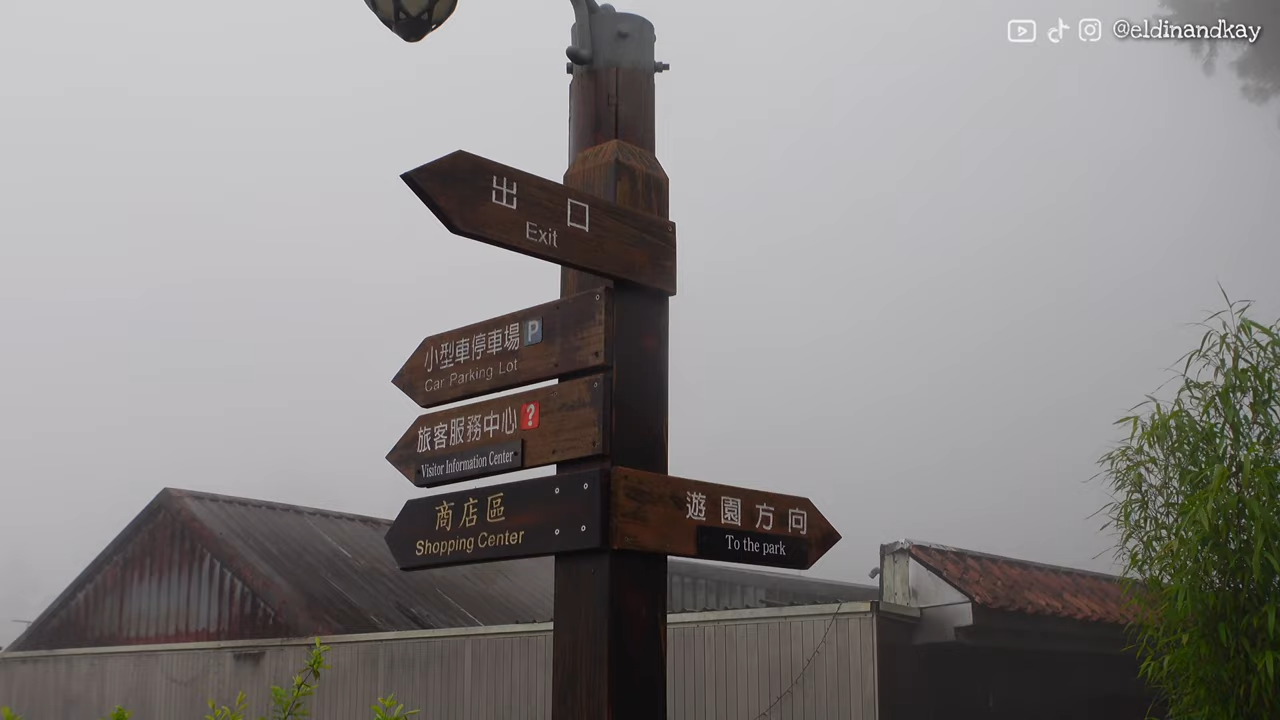 @eldinandkay
出口
Exit
小型車停車場 P
Car Parking Lot
旅客服務中心 ?
Visitor Information Center
商店區
Shopping Center
遊園方向
To the park